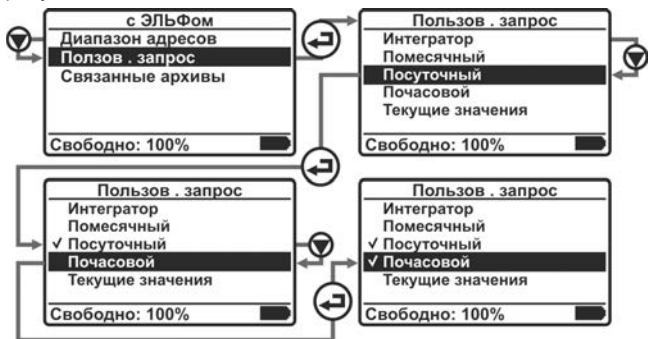 с ЭЛЬФом
Диапазон адресов
Ползов . запрос
Связанные архивы
Свободно: 100%
Пользов . запрос
Интегратор
Помесячный
Посуточный
Почасовой
Текущие значения
Свободно: 100%
Пользов . запрос
Интегратор
Помесячный
✓ Посуточный
Почасовой
Текущие значения
Свободно: 100%
Пользов . запрос
Интегратор
Помесячный
✓ Посуточный
✓ Почасовой
Текущие значения
Свободно: 100%